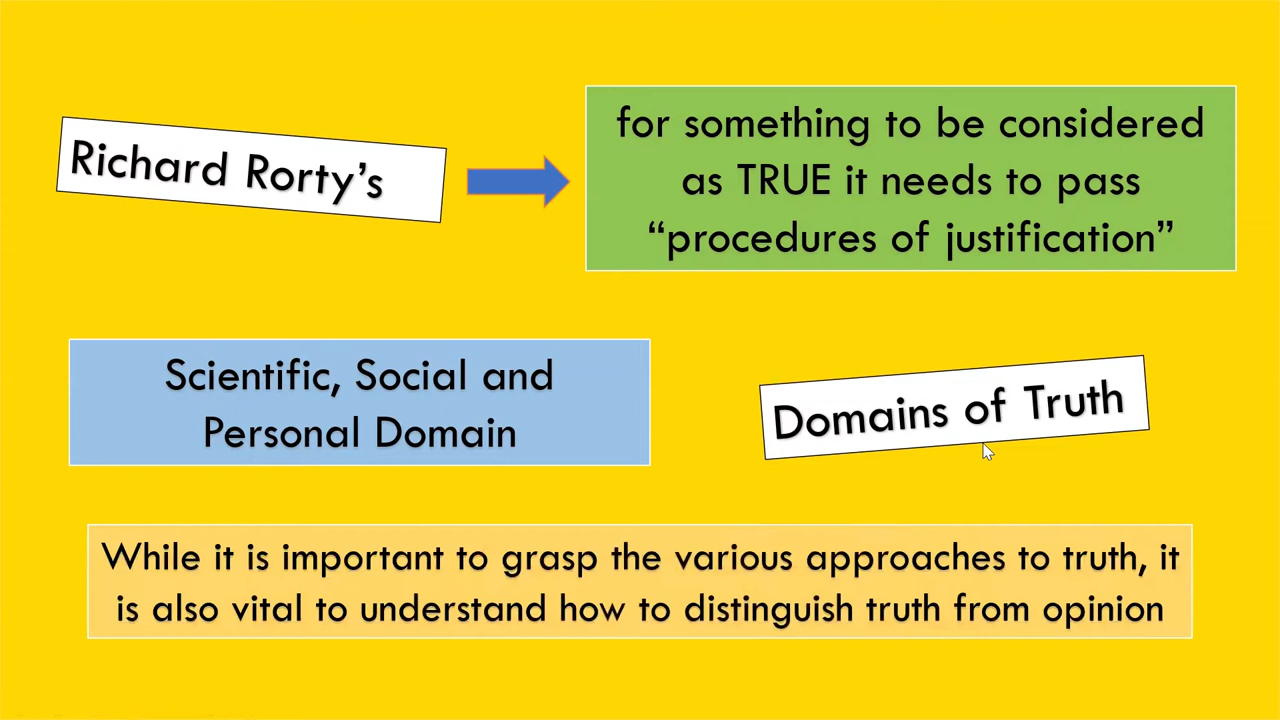 Richard Rorty's
for something to be considered
as TRUE it needs to pass
“procedures of justification”
Scientific, Social and
Personal Domain
Domains of Truth
While it is important to grasp the various approaches to truth, it
is also vital to understand how to distinguish truth from opinion